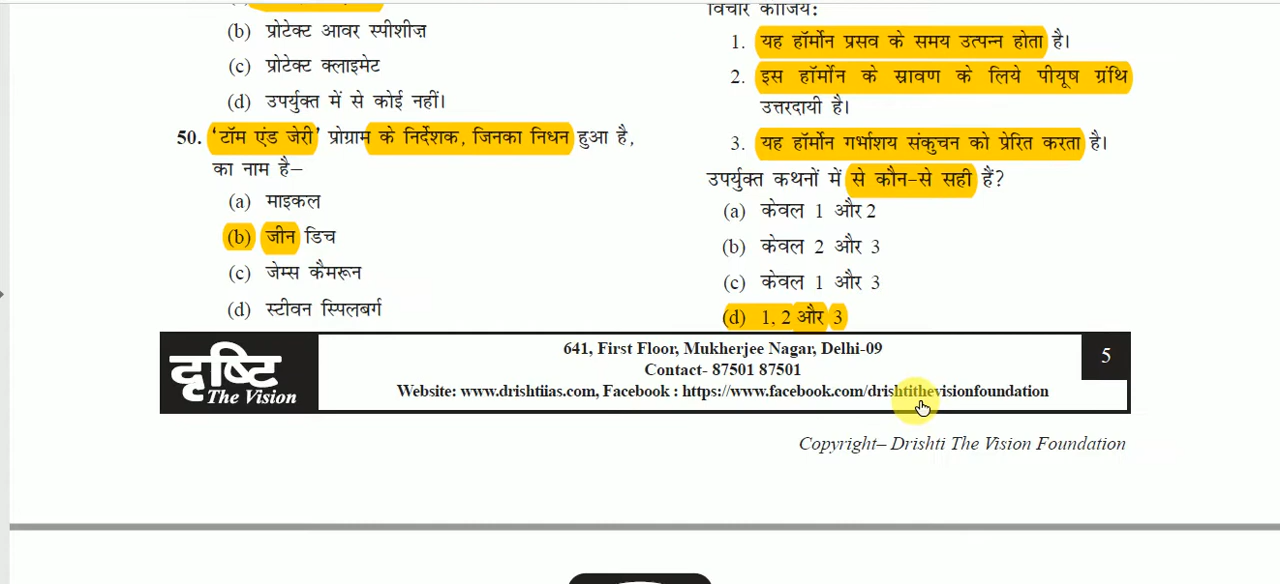 (b) प्रोटेक्ट आवर स्पीशीज़
(c) प्रोटेक्ट क्लाइमेट
(d) उपर्युक्त में से कोई नहीं।
50. 'टॉम एंड जेरी' प्रोग्राम के निर्देशक, जिनका निधन हुआ है,
का नाम है–
(a) माइकल
(b) जीन डिच
(c) जेम्स कैमरून
(d) स्टीवन स्पिलबर्ग
विचार कीजिये:
1. यह हॉर्मोन प्रसव के समय उत्पन्न होता है।
2. इस हॉर्मोन के स्रावण के लिये पीयूष ग्रंथि
उत्तरदायी है।
3. यह हॉर्मोन गर्भाशय संकुचन को प्रेरित करता है।
उपर्युक्त कथनों में से कौन-से सही हैं?
(a) केवल 1 और 2
(b) केवल 2 और 3
(c) केवल 1 और 3
(d) 1, 2 और 3
दृष्टि
The Vision
641, First Floor, Mukherjee Nagar, Delhi-09
Contact- 87501 87501
Website: www.drishtiias.com, Facebook : https://www.facebook.com/drishtithevisionfoundation
5
Copyright– Drishti The Vision Foundation